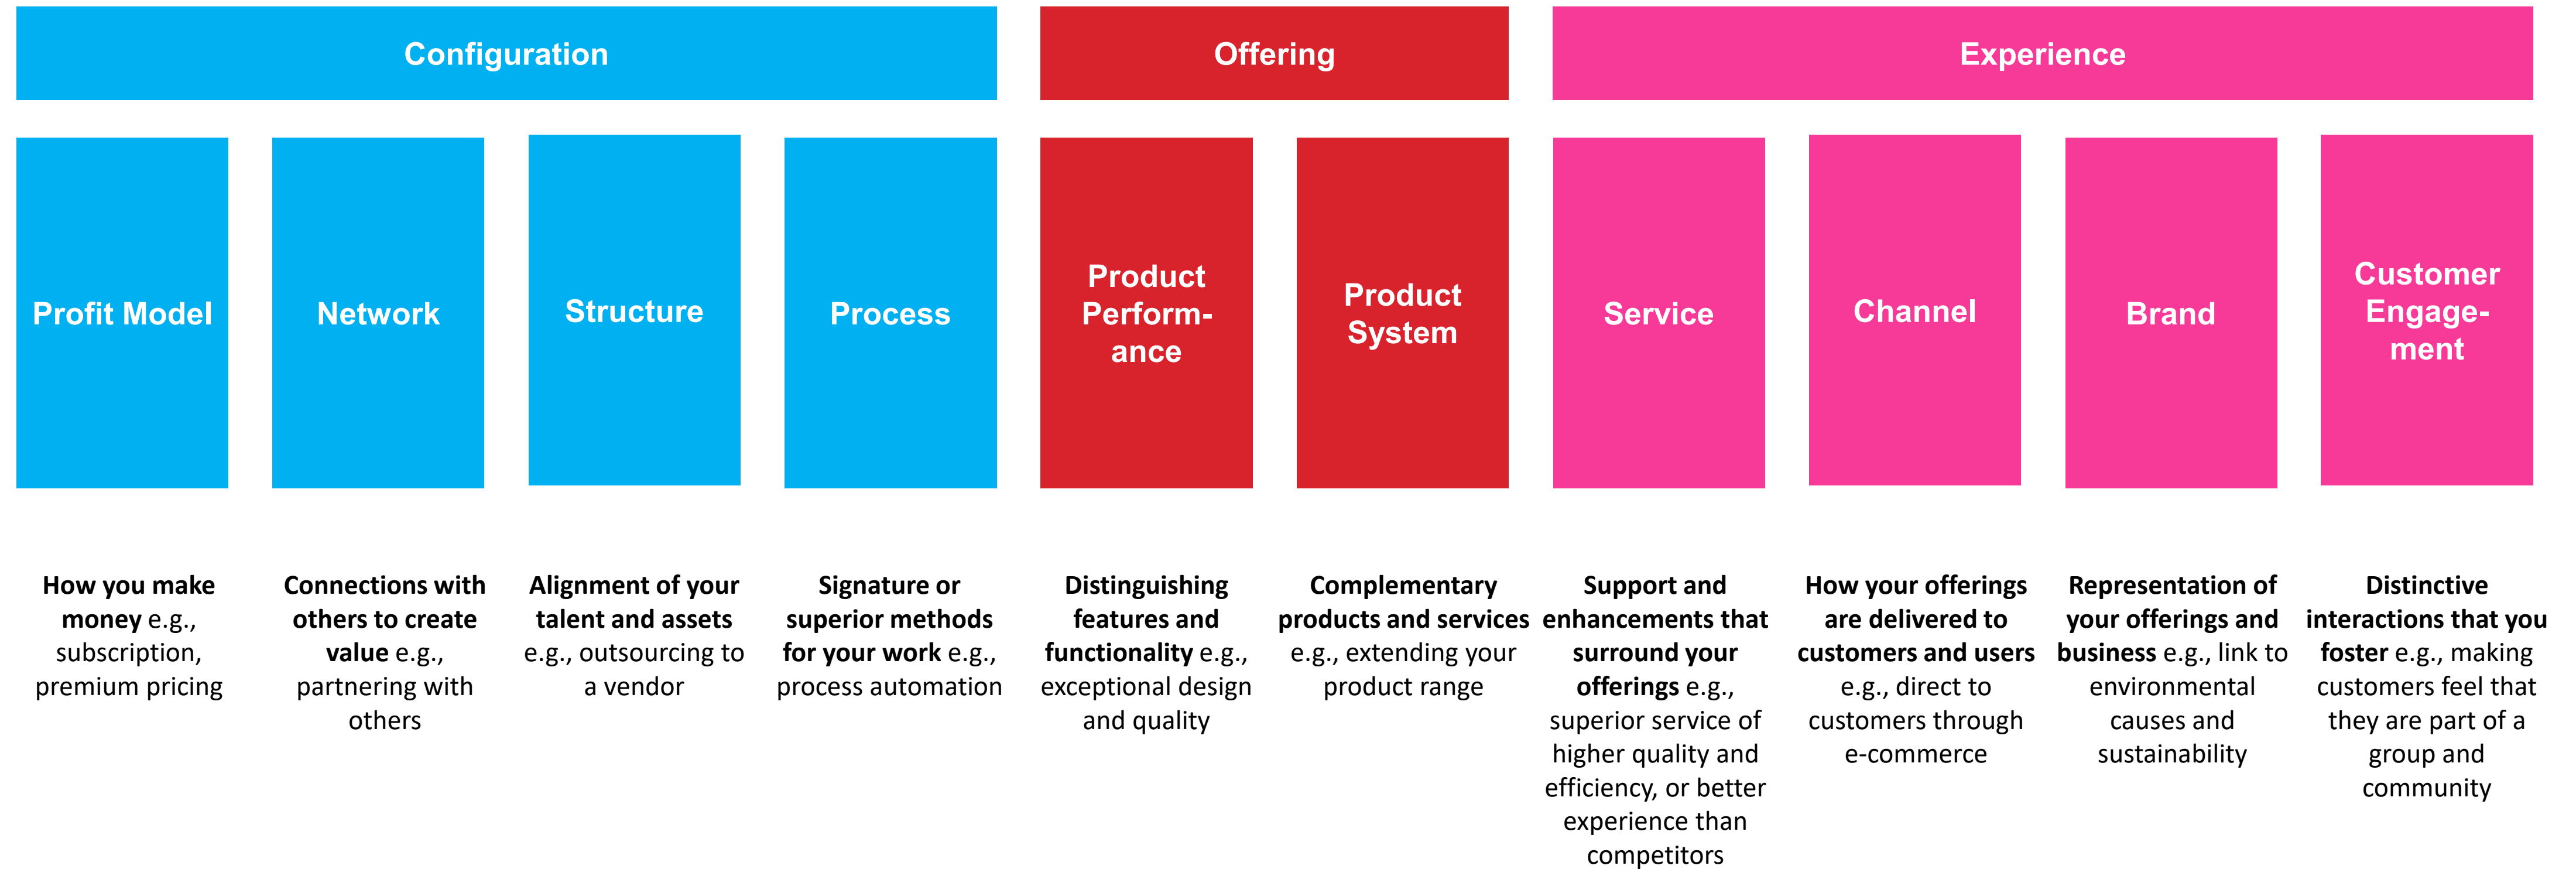 Configuration
Offering
Experience
Profit Model
Network
Structure
Process
Product
Perform-
ance
Product
System
Service
Channel
Brand
Customer
Engage-
ment
How you make
money e.g.,
subscription,
premium pricing
Connections with
others to create
value e.g.,
partnering with
others
Alignment of your
talent and assets
e.g., outsourcing to
a vendor
Signature or
superior methods
for your work e.g.,
process automation
Distinguishing
features and
functionality e.g.,
exceptional design
and quality
Complementary
products and services
e.g., extending your
product range
Support and
enhancements that
surround your
offerings e.g.,
superior service of
higher quality and
efficiency, or better
experience than
competitors
How your offerings
are delivered to
customers and users
e.g., direct to
customers through
e-commerce
Representation of
your offerings and
business e.g., link to
environmental
causes and
sustainability
Distinctive
interactions that you
foster e.g., making
customers feel that
they are part of a
group and
community